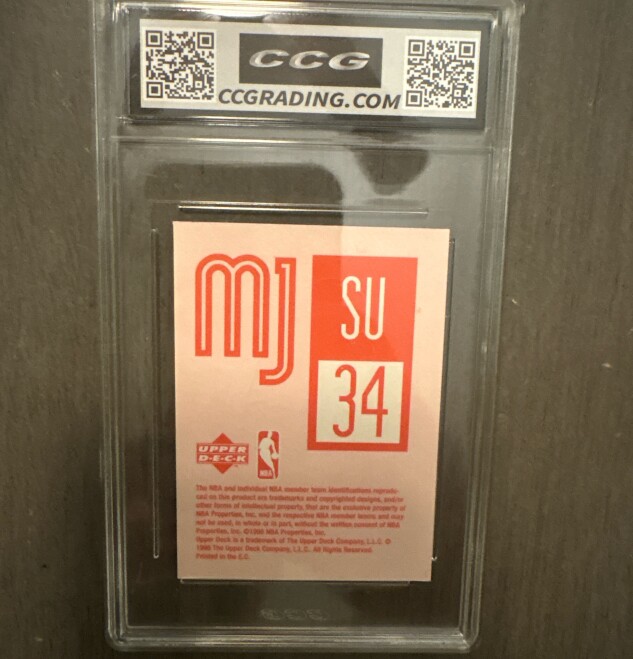 CCG
CCGRADING.COM
MJ
SU
34
UPPER
D·E·C·K
NBA
The NBA and individual NBA member team identifications reprodu-
ced on this product are trademarks and copyrighted designs, and/or
other forms of intellectual property, that are the exclusive property of
NBA Properties, Inc. and the respective NBA member teams and may
not be used, in whole or in part, without the written consent of NBA
Properties, Inc. ©1998 NBA Properties, Inc.
Upper Deck is a trademark of The Upper Deck Company, L.L.C. ©
1998 The Upper Deck Company, L.L.C. All Rights Reserved.
Printed in the C.C.